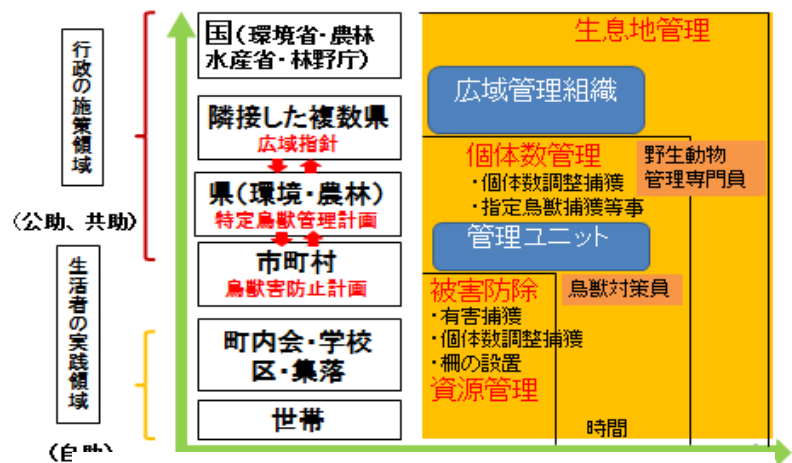 行政の施策領域
(公助、共助)
生活者の実践領域
(自助)
国(環境省・農林
水産省・林野庁)
隣接した複数県
広域指針
県(環境・農林)
特定鳥獣管理計画
市町村
鳥獣害防止計画
町内会・学校
区・集落
世帯
生息地管理
広域管理組織
個体数管理
・個体数調整捕獲
・指定鳥獣捕獲等事
野生動物
管理専門員
管理ユニット
被害防除
・有害捕獲
・個体数調整捕獲
・柵の設置
資源管理
鳥獣対策員
時間